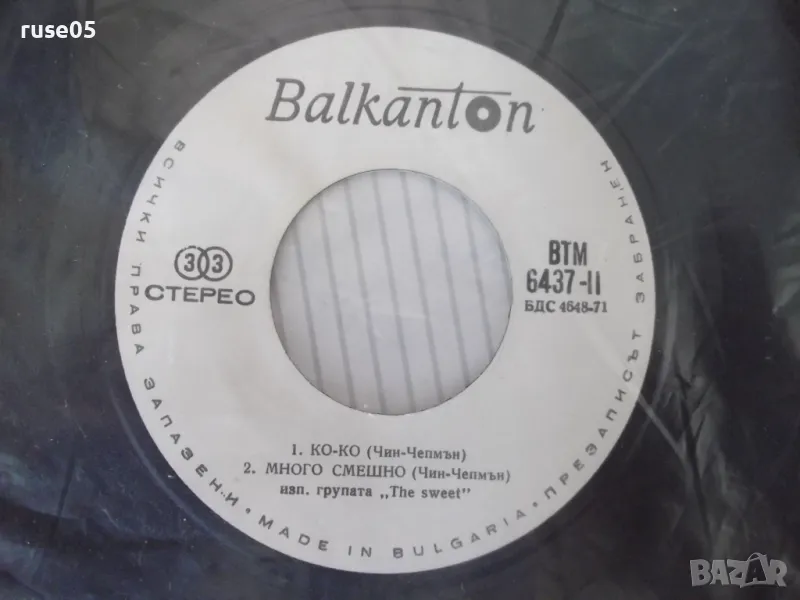 ruse05
Balkanton
33
СТЕРЕО
ВТМ
6437-II
БДС 4648-71
1. КО-КО (Чин-Чепмън)
2. МНОГО СМЕШНО (Чин-Чепмън)
изп. групата „The sweet"
ВСИЧКИ ПРАВА ЗАПАЗЕНИ • MADE IN BULGARIA • ПРЕЗАПИСЪТ ЗАБРАНЕН
BAZAR